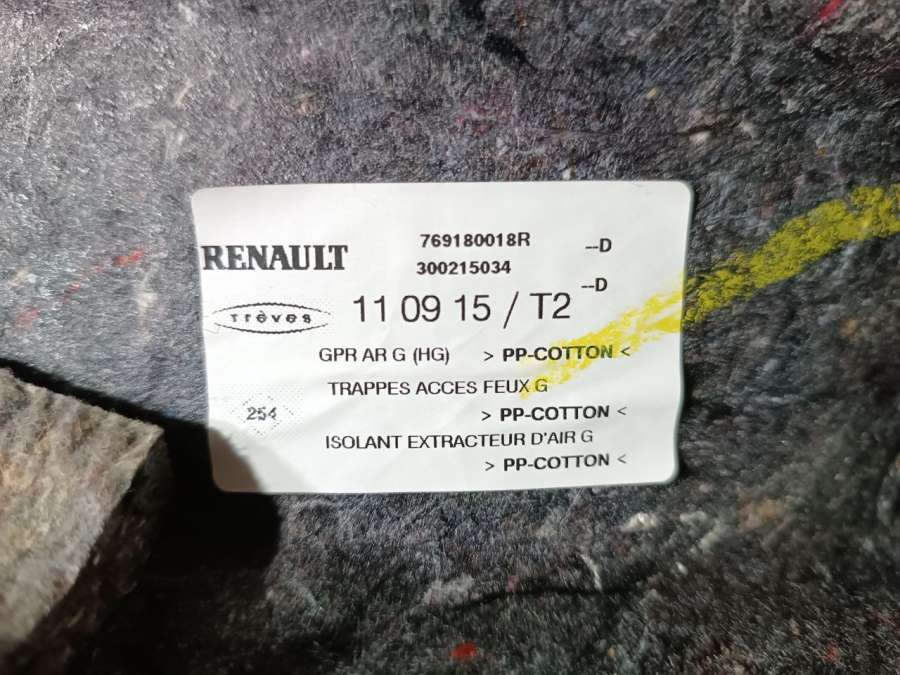 RENAULT
769180018R --D
300215034
Trèves
11 09 15 / T2 --D
GPR AR G (HG) > PP-COTTON <
TRAPPES ACCES FEUX G
> PP-COTTON <
254
ISOLANT EXTRACTEUR D'AIR G
> PP-COTTON <